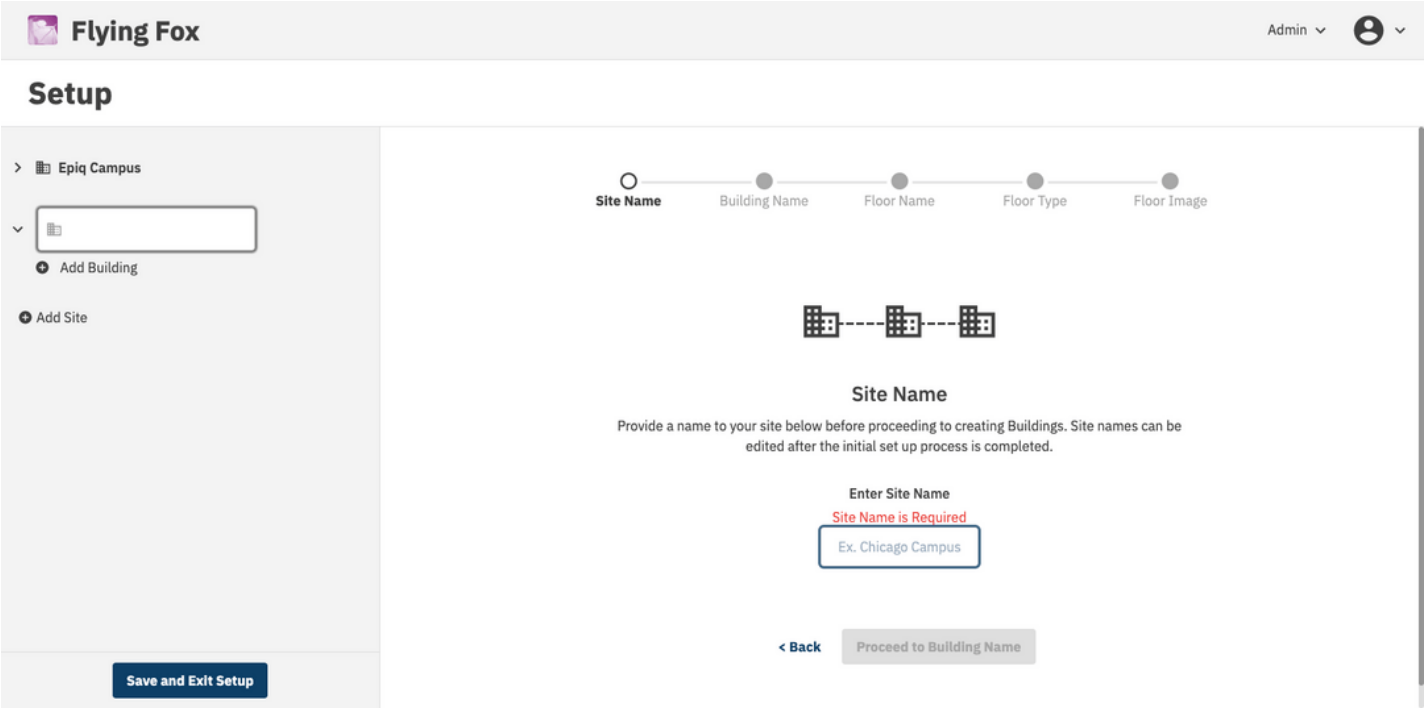 Flying Fox
Admin
Setup
Epiq Campus
Add Building
Add Site
Save and Exit Setup
Site Name
Building Name
Floor Name
Floor Type
Floor Image
Site Name
Provide a name to your site below before proceeding to creating Buildings. Site names can be
edited after the initial set up process is completed.
Enter Site Name
Site Name is Required
Ex. Chicago Campus
< Back
Proceed to Building Name